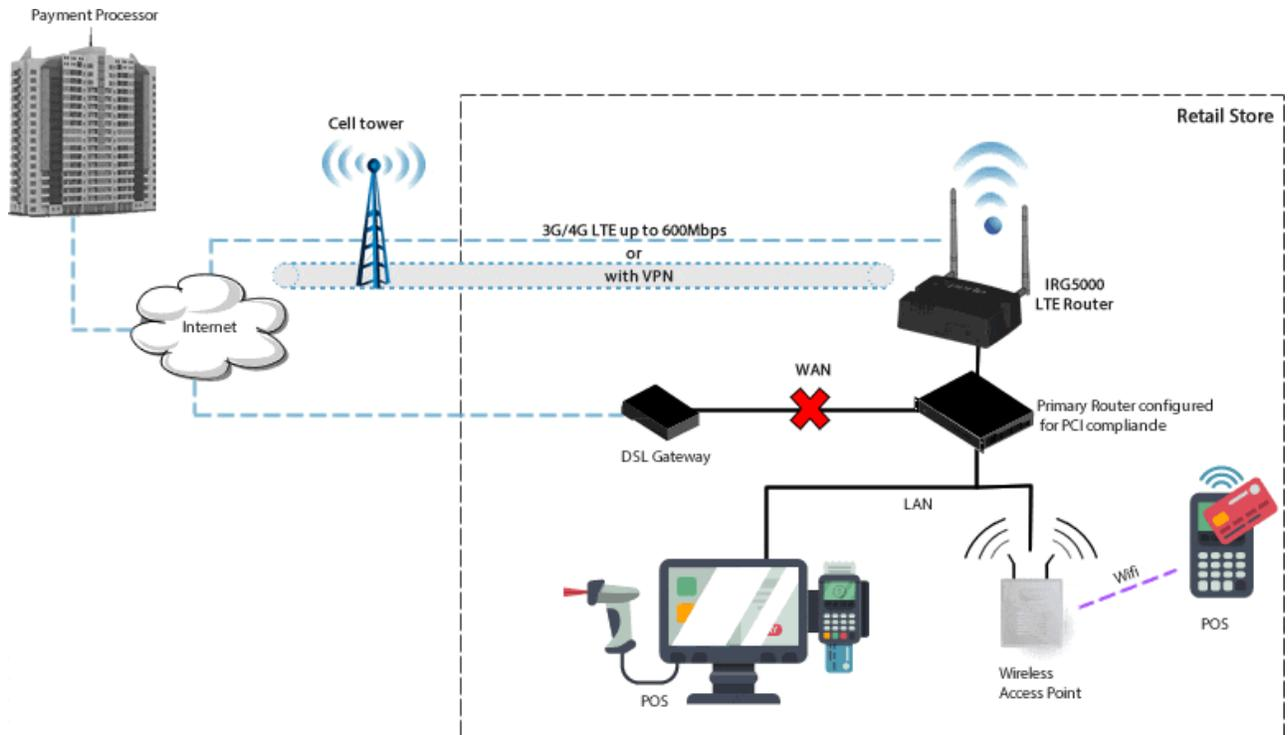 Payment Processor
Retail Store
Cell tower
3G/4G LTE up to 600Mbps
or
with VPN
IRG5000
LTE Router
Internet
WAN
Primary Router configured
for PCI compliande
DSL Gateway
LAN
Wifi
POS
Wireless
Access Point
POS